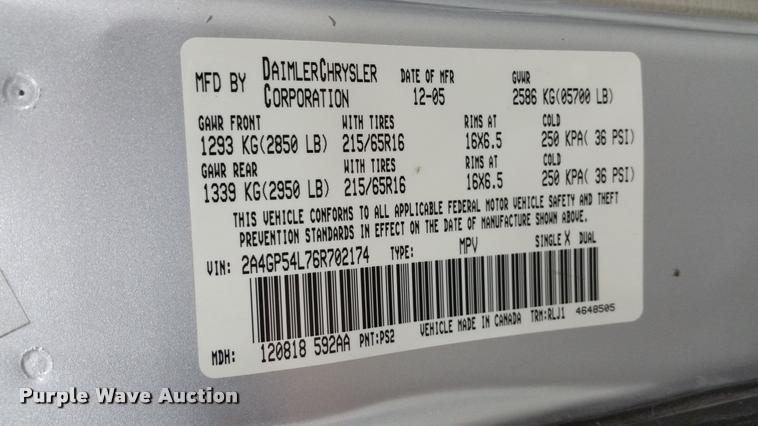 MFD BY DAIMLERCHRYSLER CORPORATION DATE OF MFR 12-05 GVWR 2586 KG(05700 LB)
GAWR FRONT WITH TIRES RIMS AT COLD
1293 KG(2850 LB) 215/65R16 16X6.5 250 KPA( 36 PSI)
GAWR REAR WITH TIRES RIMS AT COLD
1339 KG(2950 LB) 215/65R16 16X6.5 250 KPA( 36 PSI)
THIS VEHICLE CONFORMS TO ALL APPLICABLE FEDERAL MOTOR VEHICLE SAFETY AND THEFT
PREVENTION STANDARDS IN EFFECT ON THE DATE OF MANUFACTURE SHOWN ABOVE.
VIN: 2A4GP54L76R702174 TYPE: MPV SINGLE X DUAL
MDH: 120818 592AA PNT:PS2 VEHICLE MADE IN CANADA TRM:RLJ1 4648505
Purple Wave Auction